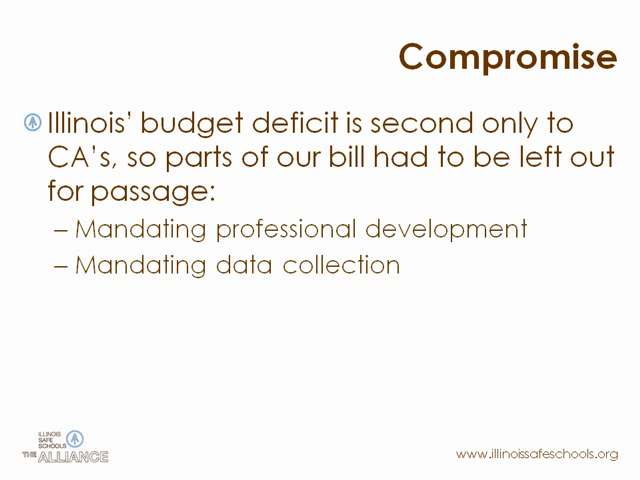 Compromise
Illinois' budget deficit is second only to
CA's, so parts of our bill had to be left out
for passage:
– Mandating professional development
– Mandating data collection
ILLINOIS
SAFE
SCHOOLS
THE ALLIANCE
www.illinoissafeschools.org